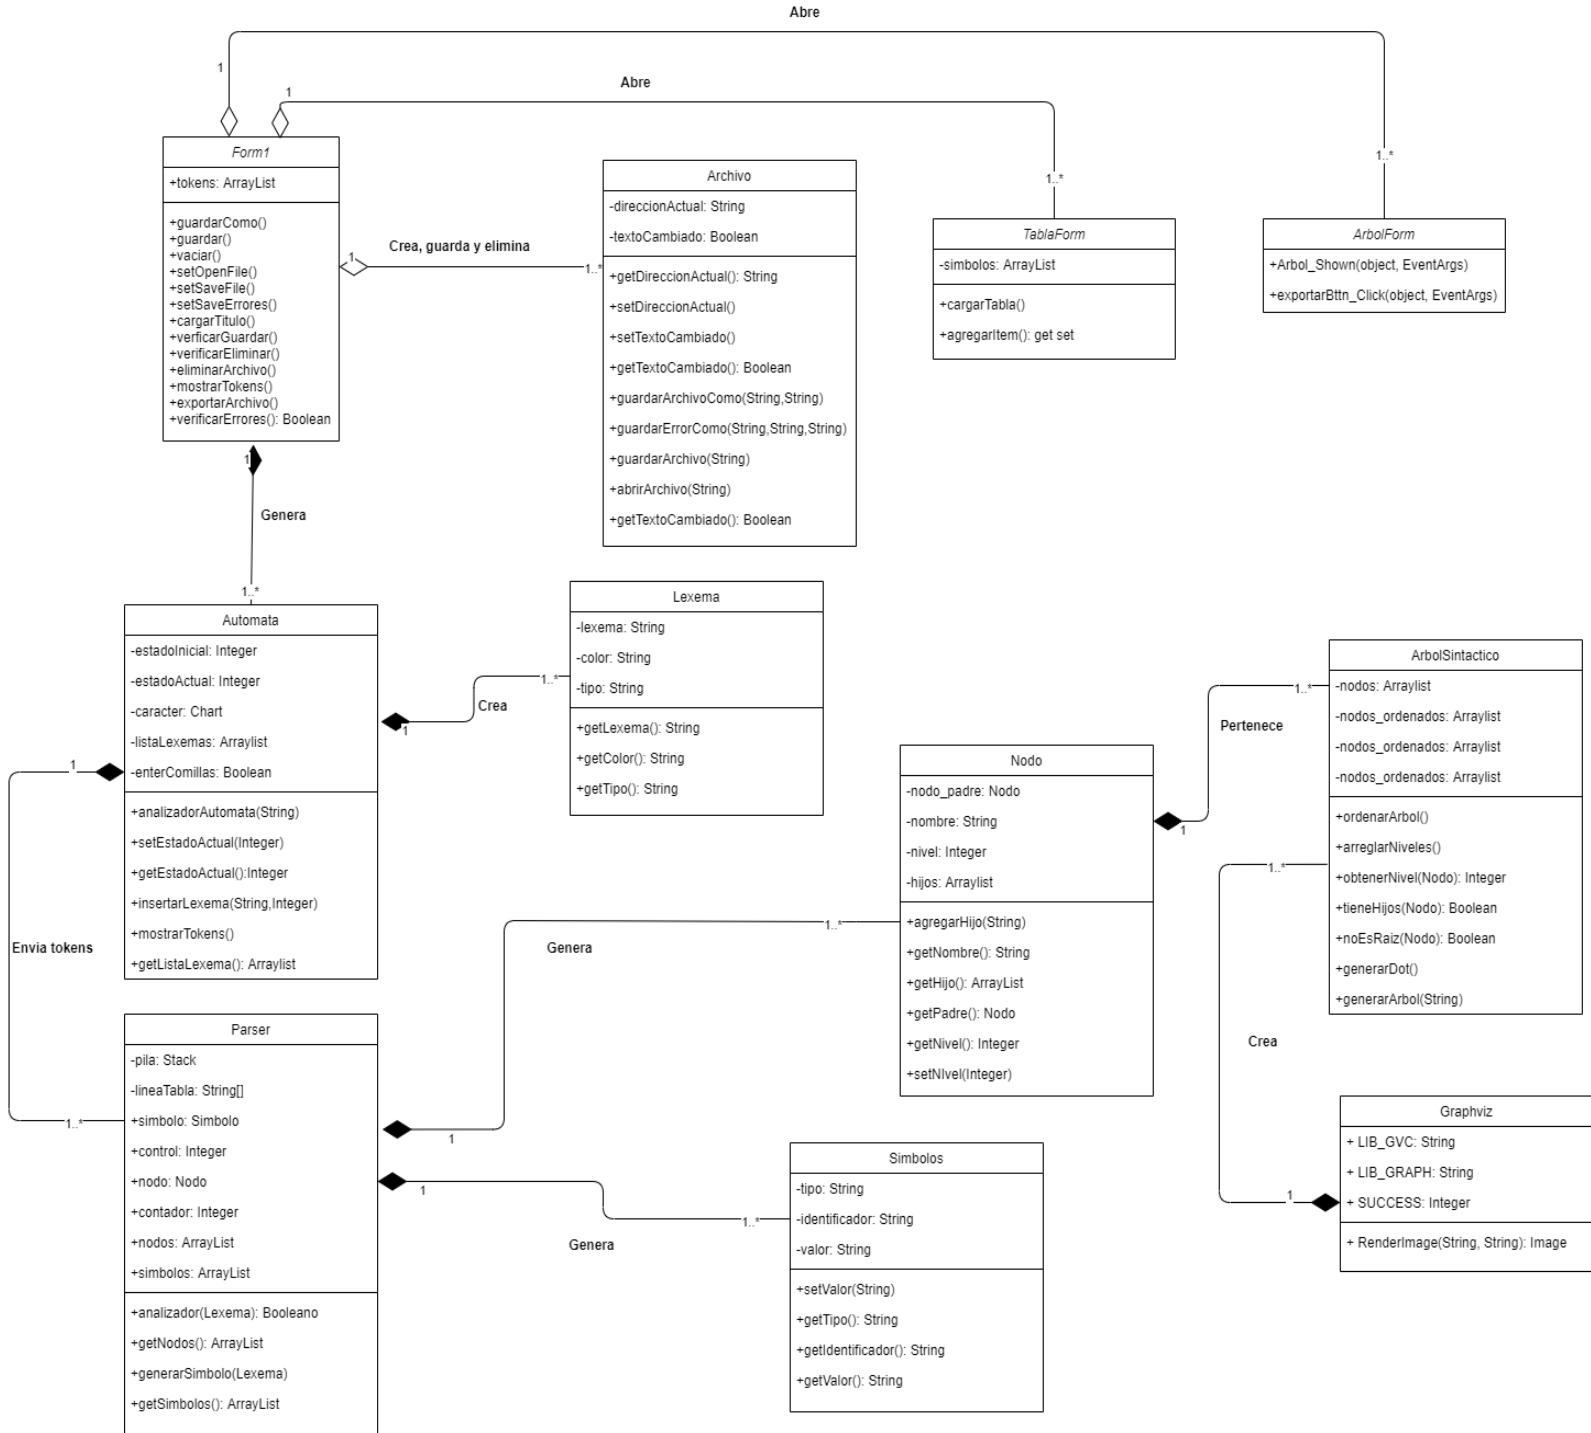 Abre
1
Abre
1
1..*
1..*
Form1
+tokens: ArrayList
+guardarComo()
+guardar()
+vaciar()
+setOpenFile()
+setSaveFile()
+setSaveErrores()
+cargarTitulo()
+verficarGuardar()
+verificarEliminar()
+eliminarArchivo()
+mostrarTokens()
+exportarArchivo()
+verificarErrores(): Boolean
1
Crea, guarda y elimina
1..*
Archivo
-direccionActual: String
-textoCambiado: Boolean
+getDireccionActual(): String
+setDireccionActual()
+setTextoCambiado()
+getTextoCambiado(): Boolean
+guardarArchivoComo(String,String)
+guardarErrorComo(String,String,String)
+guardarArchivo(String)
+abrirArchivo(String)
+getTextoCambiado(): Boolean
TablaForm
-simbolos: ArrayList
+cargarTabla()
+agregarItem(): get set
ArbolForm
+Arbol_Shown(object, EventArgs)
+exportarBttn_Click(object, EventArgs)
1
Genera
1..*
Automata
-estadoInicial: Integer
-estadoActual: Integer
-caracter: Chart
-listaLexemas: Arraylist
-enterComillas: Boolean
+analizadorAutomata(String)
+setEstadoActual(Integer)
+getEstadoActual():Integer
+insertarLexema(String,Integer)
+mostrarTokens()
+getListaLexema(): Arraylist
1
Crea
1..*
Lexema
-lexema: String
-color: String
-tipo: String
+getLexema(): String
+getColor(): String
+getTipo(): String
1
Envia tokens
1..*
Parser
-pila: Stack
-lineaTabla: String[]
+simbolo: Simbolo
+control: Integer
+nodo: Nodo
+contador: Integer
+nodos: ArrayList
+simbolos: ArrayList
+analizador(Lexema): Booleano
+getNodos(): ArrayList
+generarSimbolo(Lexema)
+getSimbolos(): ArrayList
1
Genera
1..*
Nodo
-nodo_padre: Nodo
-nombre: String
-nivel: Integer
-hijos: Arraylist
+agregarHijo(String)
+getNombre(): String
+getHijo(): ArrayList
+getPadre(): Nodo
+getNivel(): Integer
+setNIvel(Integer)
1
Pertenece
1..*
ArbolSintactico
-nodos: Arraylist
-nodos_ordenados: Arraylist
-nodos_ordenados: Arraylist
-nodos_ordenados: Arraylist
+ordenarArbol()
+arreglarNiveles()
+obtenerNivel(Nodo): Integer
+tieneHijos(Nodo): Boolean
+noEsRaiz(Nodo): Boolean
+generarDot()
+generarArbol(String)
1..*
Crea
1
Graphviz
+ LIB_GVC: String
+ LIB_GRAPH: String
+ SUCCESS: Integer
+ RenderImage(String, String): Image
1
Genera
1..*
Simbolos
-tipo: String
-identificador: String
-valor: String
+setValor(String)
+getTipo(): String
+getIdentificador(): String
+getValor(): String